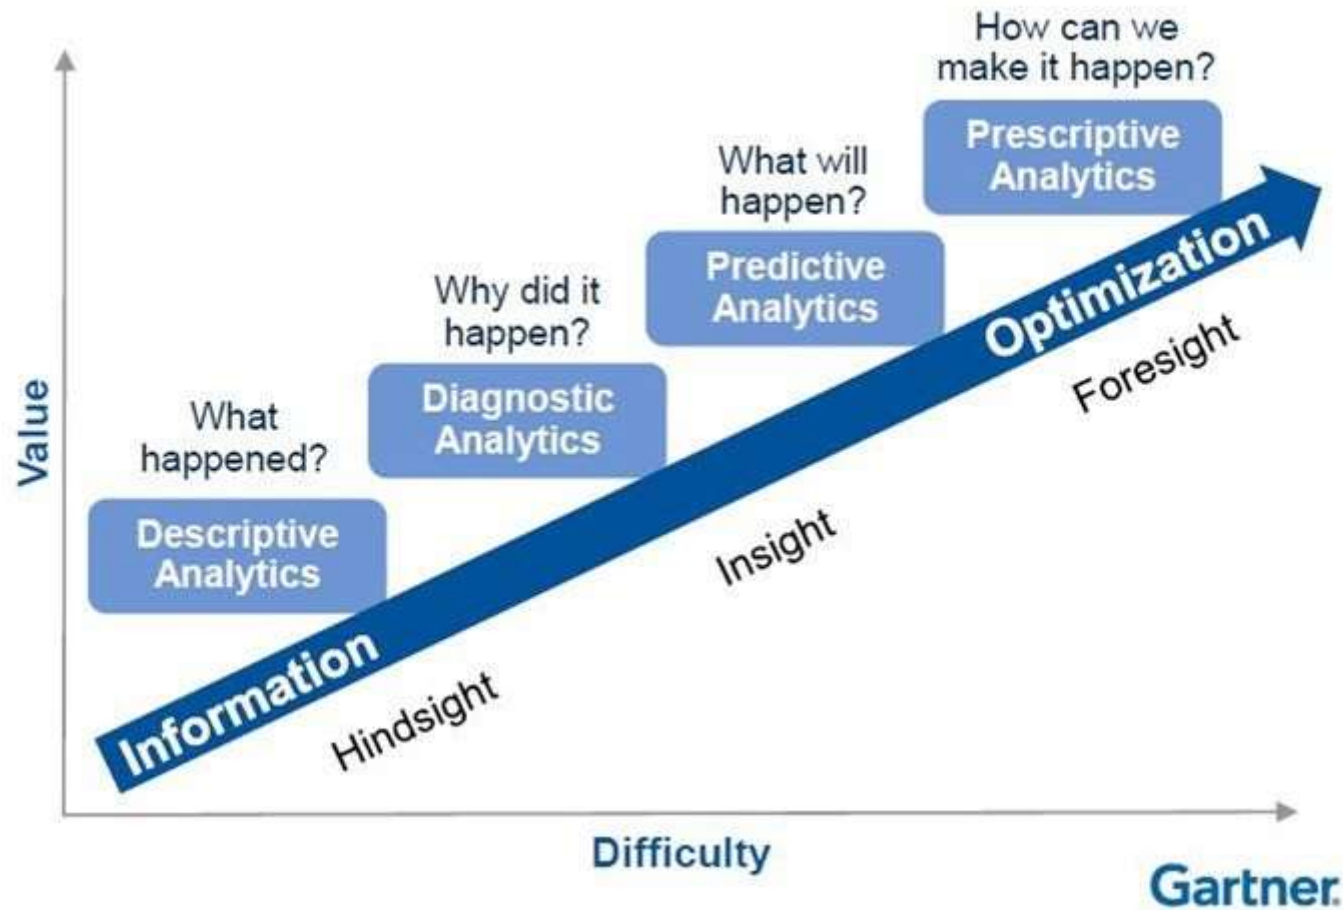 How can we
make it happen?
Prescriptive
Analytics
What will
happen?
Predictive
Analytics
Why did it
happen?
Diagnostic
Analytics
What
happened?
Descriptive
Analytics
Value
Optimization
Foresight
Insight
Information
Hindsight
Difficulty
Gartner.